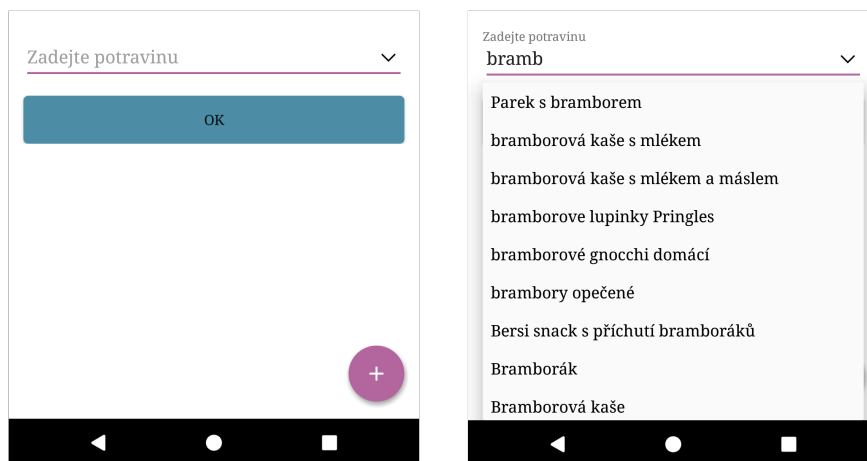 Zadejte potravinu
OK
+
Zadejte potravinu
bramb
Parek s bramborem
bramborová kaše s mlékem
bramborová kaše s mlékem a máslem
bramborove lupinky Pringles
bramborové gnocchi domácí
brambory opečené
Bersi snack s příchutí bramboráků
Bramborák
Bramborová kaše